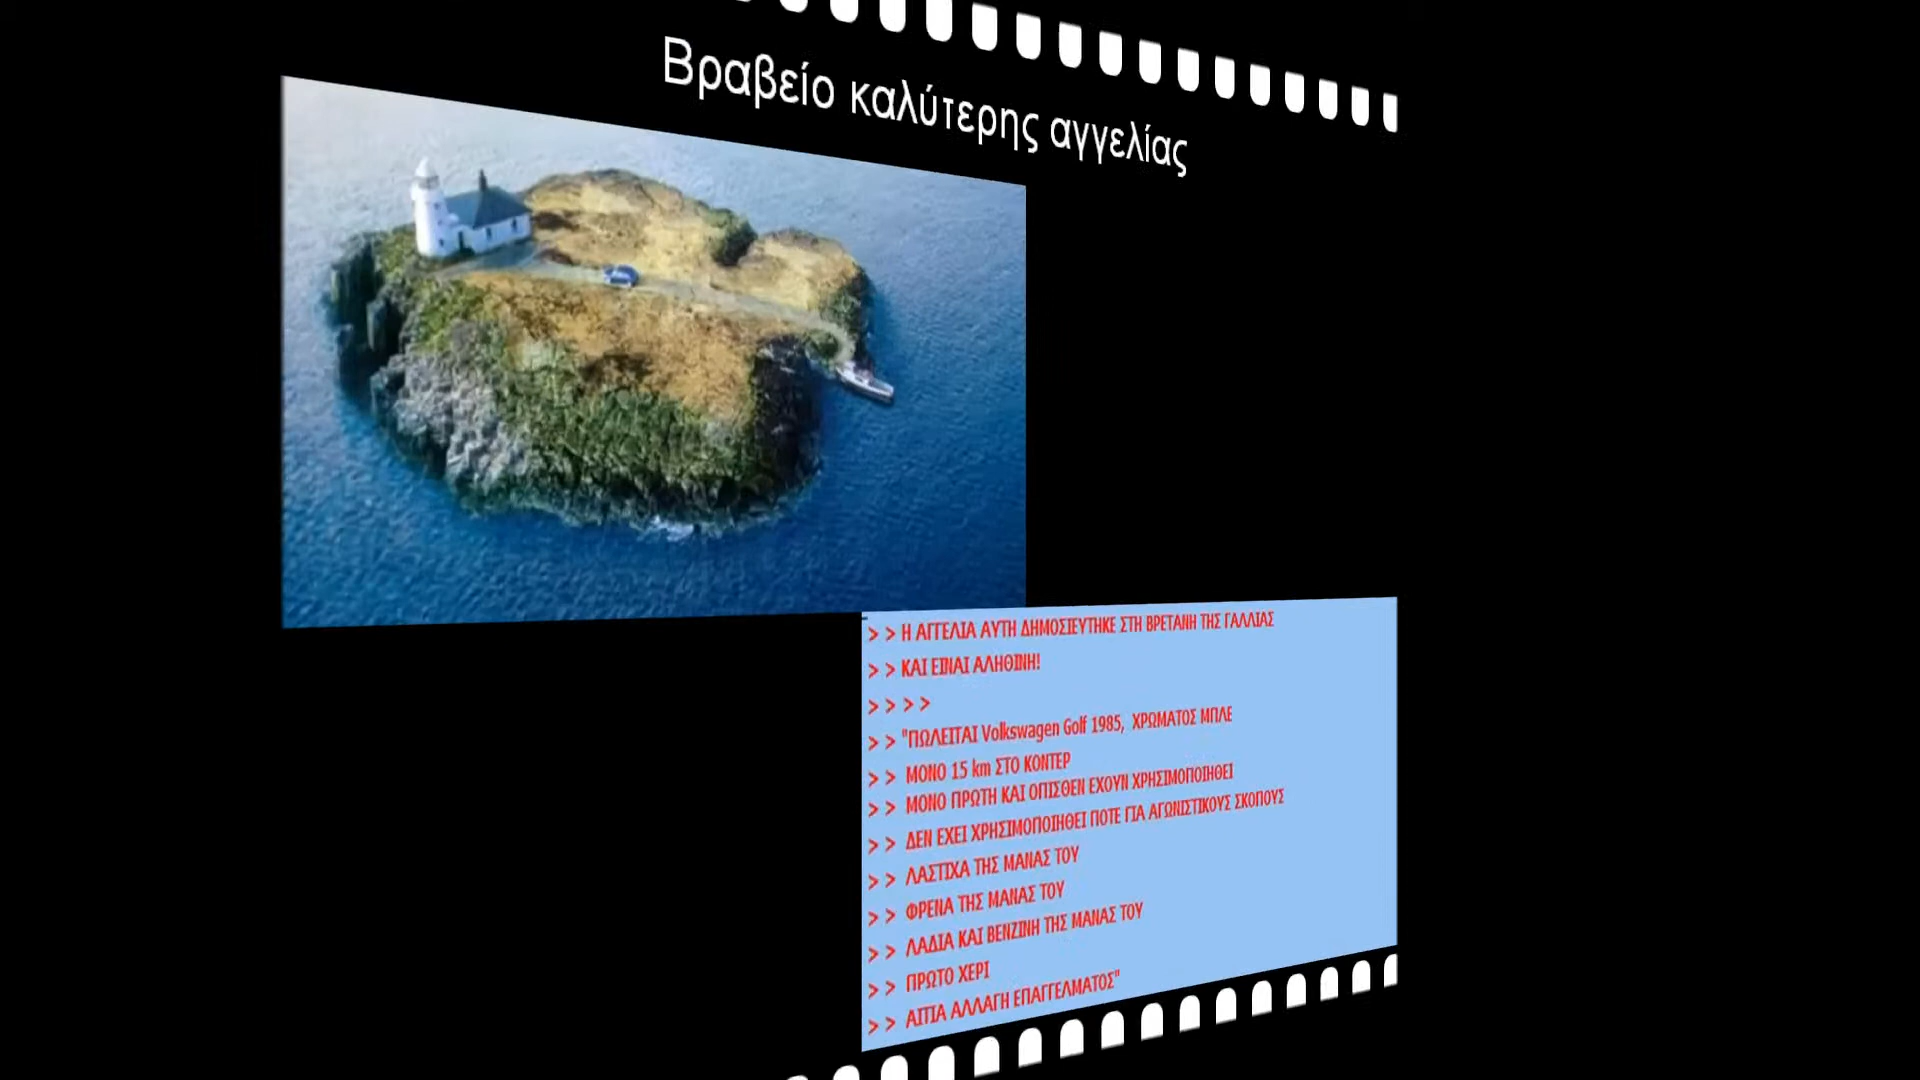 Βραβείο καλύτερης αγγελίας
> > Η ΑΓΓΕΛΙΑ ΑΥΤΗ ΔΗΜΟΣΙΕΥΤΗΚΕ ΣΤΗ ΒΡΕΤΑΝΗ ΤΗΣ ΓΑΛΛΙΑΣ
> > ΚΑΙ ΕΙΝΑΙ ΑΛΗΘΙΝΗ!
> > > >
> > "ΠΩΛΕΙΤΑΙ Volkswagen Golf 1985, ΧΡΩΜΑΤΟΣ ΜΠΛΕ
> > ΜΟΝΟ 15 km ΣΤΟ ΚΟΝΤΕΡ
> > ΜΟΝΟ ΠΡΩΤΗ ΚΑΙ ΟΠΙΣΘΕΝ ΕΧΟΥΝ ΧΡΗΣΙΜΟΠΟΙΗΘΕΙ
> > ΔΕΝ ΕΧΕΙ ΧΡΗΣΙΜΟΠΟΙΗΘΕΙ ΠΟΤΕ ΓΙΑ ΑΓΩΝΙΣΤΙΚΟΥΣ ΣΚΟΠΟΥΣ
> > ΛΑΣΤΙΧΑ ΤΗΣ ΜΑΝΑΣ ΤΟΥ
> > ΦΡΕΝΑ ΤΗΣ ΜΑΝΑΣ ΤΟΥ
> > ΛΑΔΙΑ ΚΑΙ ΒΕΝΖΙΝΗ ΤΗΣ ΜΑΝΑΣ ΤΟΥ
> > ΠΡΩΤΟ ΧΕΡΙ
> > ΑΙΤΙΑ ΑΛΛΑΓΗ ΕΠΑΓΓΕΛΜΑΤΟΣ"